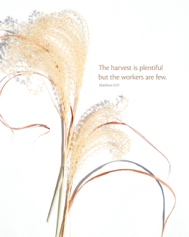 The harvest is plentiful
but the workers are few.
Matthew 9:37